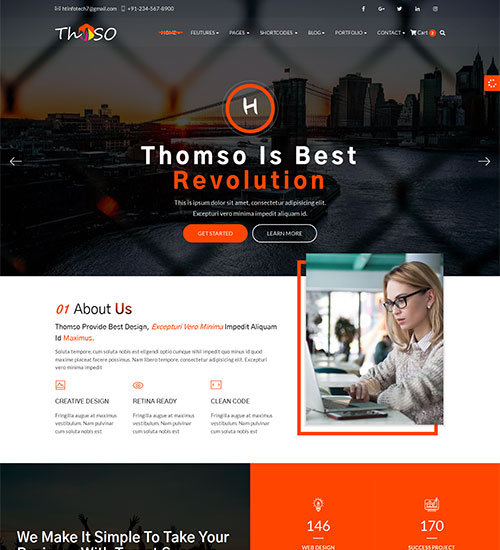 htinfotech7@gmail.com +91-234-567-8900
Thomso
HOME FEUTURES PAGES SHORTCODES BLOG PORTFOLIO CONTACT Cart
H
Thomso Is Best
Revolution
This is ipsum dolor sit amet, consectetur adipisicing elit.
Excepturi vero minima impedit aliquam id.
GET STARTED LEARN MORE
01 About Us
Thomso Provide Best Design, Excepturi Vero Minima Impedit Aliquam
Id Maximus.
Soluta tempore, cum soluta nobis est eligendi optio cumque nihil impedit quo minus id quod
maxime placeat facere possimus. Nam libero tempore, consectetur adipisicing elit. Excepturi
vero minima impedit
CREATIVE DESIGN RETINA READY CLEAN CODE
Fringilla augue at maximus Fringilla augue at maximus Fringilla augue at maximus
vestibulum. Nam pulvinar vestibulum. Nam pulvinar vestibulum. Nam pulvinar
cum soluta nobis est cum soluta nobis est cum soluta nobis est
We Make It Simple To Take Your
146 170
WEB DESIGN SUCCESS PROJECT